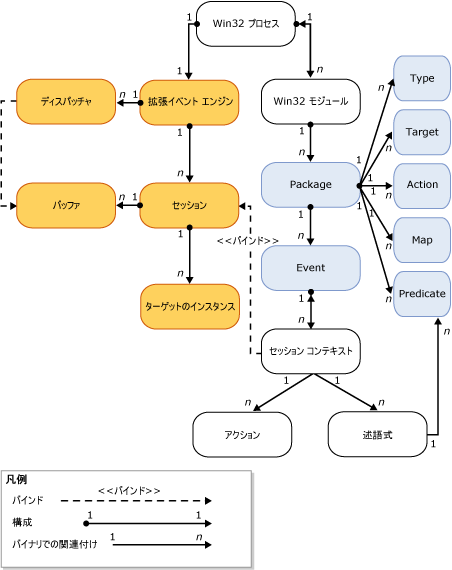 Win32 プロセス
1
1
1
n
ディスパッチャ
n
1
拡張イベント エンジン
Win32 モジュール
Type
n
1
1
n
Target
n
n
n
1
1
バッファ
n
1
セッション
Package
1
n
Action
1
1
1
1
n
Map
<<バインド>>
n
n
Event
Predicate
n
ターゲットのインスタンス
1
n
n
セッション コンテキスト
1
1
n
n
アクション
述語式
1
凡例
バインド
<<バインド>>
構成
1
1
バイナリでの関連付け
1
n